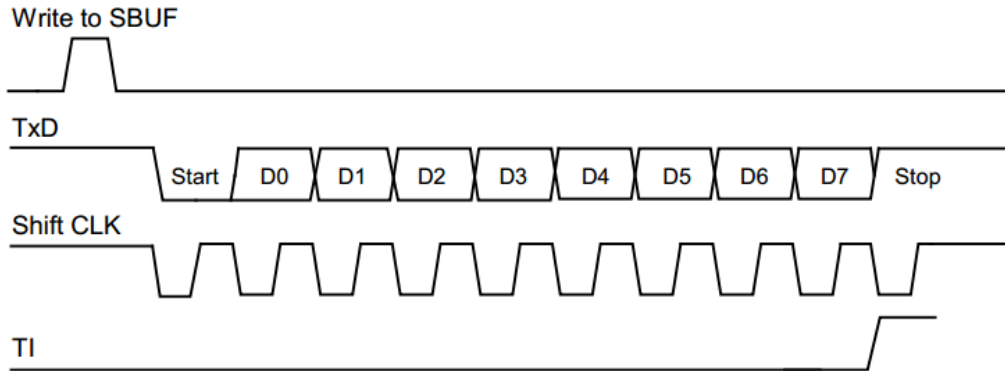 Write to SBUF
TxD
Start D0 D1 D2 D3 D4 D5 D6 D7 Stop
Shift CLK
TI